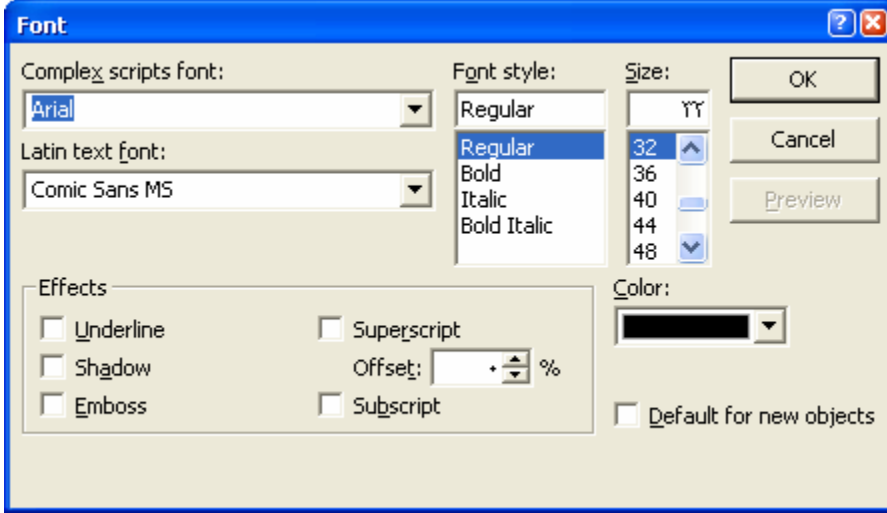 Font
Complex scripts font:
Arial
Latin text font:
Comic Sans MS
Font style:
Regular
Regular
Bold
Italic
Bold Italic
Size:
٣٢
32
36
40
44
48
OK
Cancel
Preview
Effects
Underline
Shadow
Emboss
Superscript
Offset: ٠ %
Subscript
Color:
Default for new objects